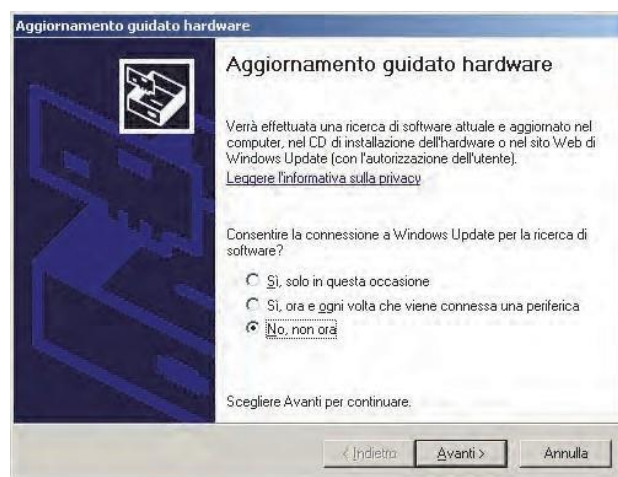 Aggiornamento guidato hardware
Aggiornamento guidato hardware
Verrà effettuata una ricerca di software attuale e aggiornato nel
computer, nel CD di installazione dell'hardware o nel sito Web di
Windows Update (con l'autorizzazione dell'utente).
Leggere l'informativa sulla privacy
Consentire la connessione a Windows Update per la ricerca di
software?
Sì, solo in questa occasione
Sì, ora e ogni volta che viene connessa una periferica
No, non ora
Scegliere Avanti per continuare.
< Indietro Avanti > Annulla